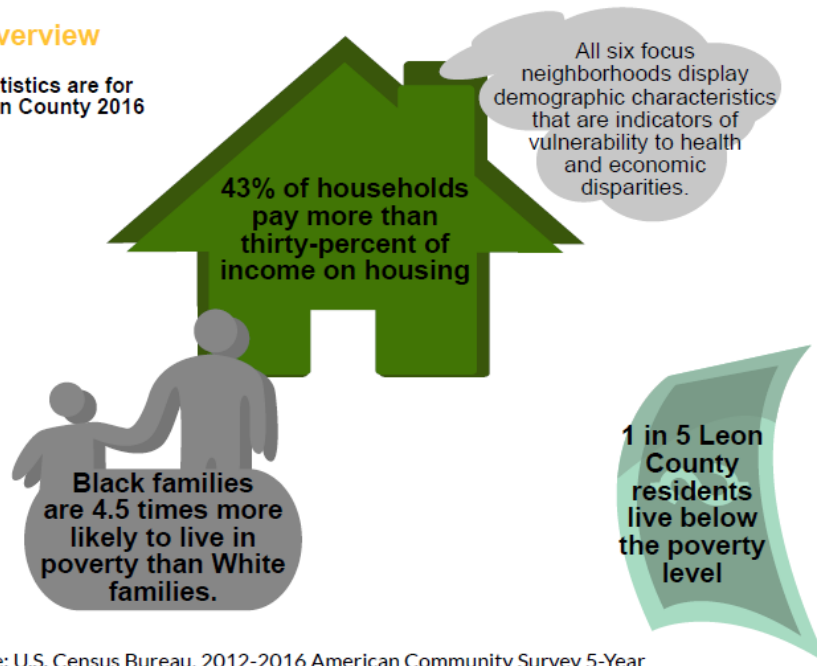 verview
tistics are for
n County 2016
All six focus
neighborhoods display
demographic characteristics
that are indicators of
vulnerability to health
and economic
disparities.
43% of households
pay more than
thirty-percent of
income on housing
Black families
are 4.5 times more
likely to live in
poverty than White
families.
1 in 5 Leon
County
residents
live below
the poverty
level
e: U.S. Census Bureau, 2012-2016 American Community Survey 5-Year